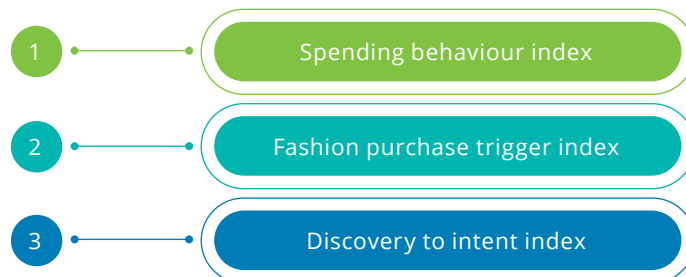 1 Spending behaviour index
2 Fashion purchase trigger index
3 Discovery to intent index